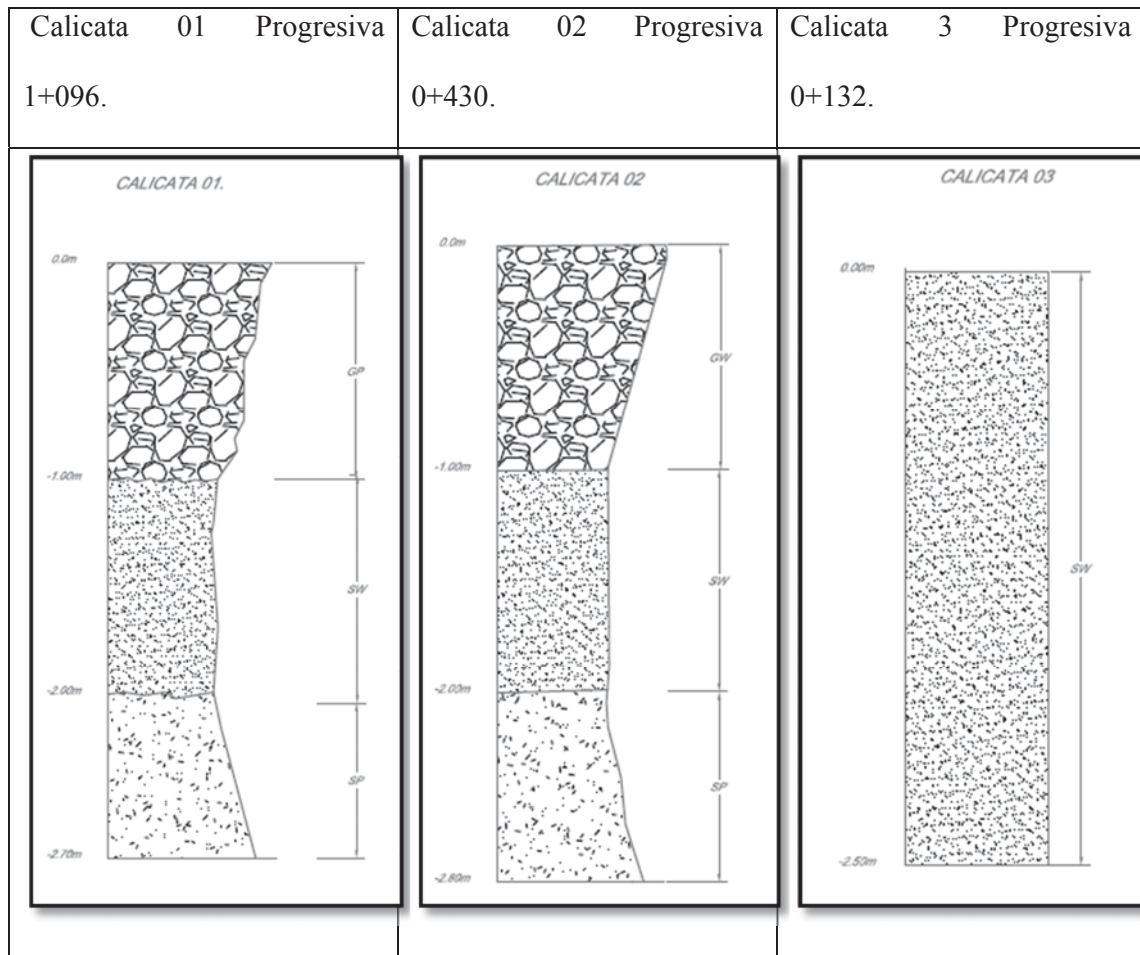 Calicata 01 Progresiva
1+096.
Calicata 02 Progresiva
0+430.
Calicata 3 Progresiva
0+132.
CALICATA 01.
0.0m
GP
-1.00m
SW
-2.00m
SP
-2.70m
CALICATA 02
0.0m
GW
-1.00m
SW
-2.00m
SP
-2.80m
CALICATA 03
0.00m
SW
-2.50m